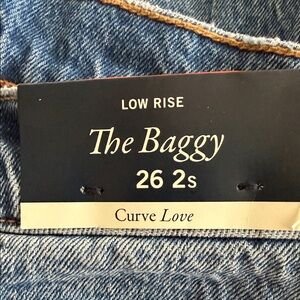 LOW RISE
The Baggy
26 2s
Curve Love